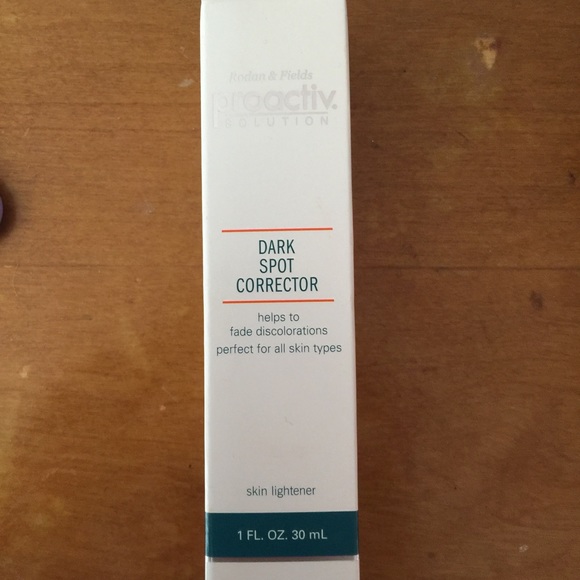 Rodan & Fields
proactiv.
SOLUTION
DARK
SPOT
CORRECTOR
helps to
fade discolorations
perfect for all skin types
skin lightener
1 FL. OZ. 30 mL